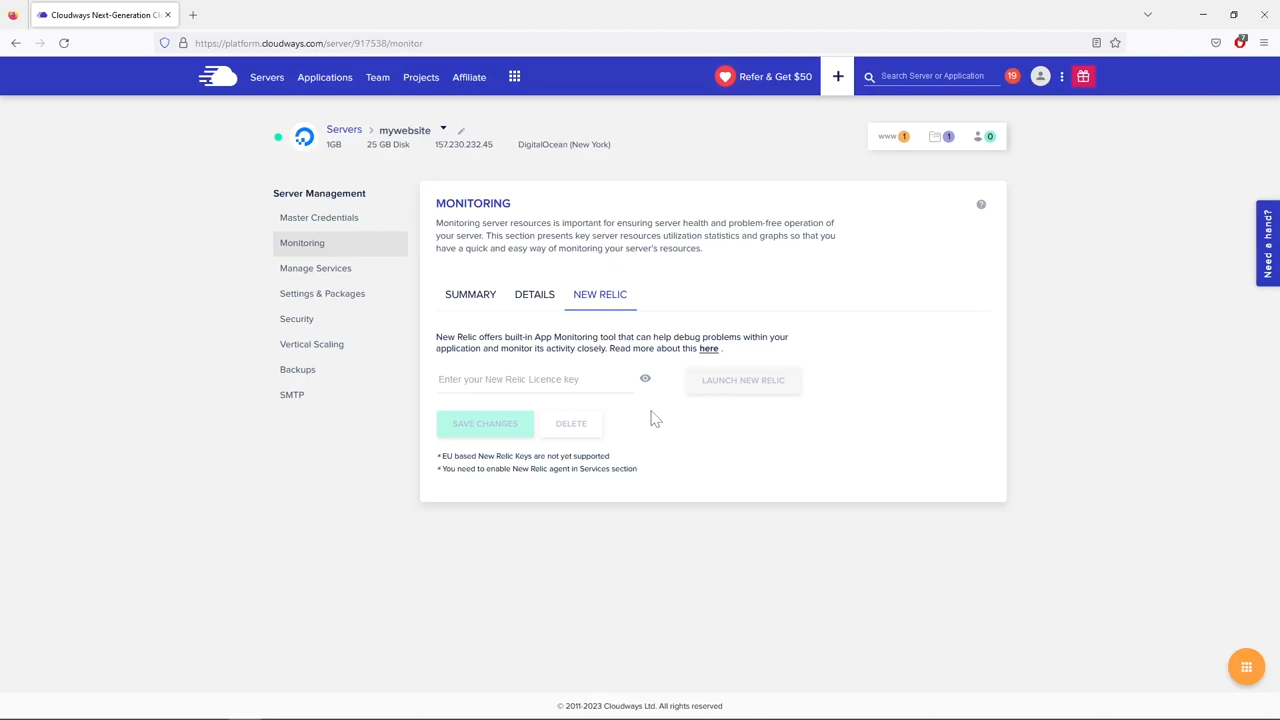 Cloudways Next-Generation Cl
https://platform.cloudways.com/server/917538/monitor
7
Servers Applications Team Projects Affiliate
Refer & Get $50
Search Server or Application
19
Servers > mywebsite
1GB 25 GB Disk 157.230.232.45 DigitalOcean (New York)
www 1 1 0
Server Management
Master Credentials
Monitoring
Manage Services
Settings & Packages
Security
Vertical Scaling
Backups
SMTP
MONITORING
Monitoring server resources is important for ensuring server health and problem-free operation of
your server. This section presents key server resources utilization statistics and graphs so that you
have a quick and easy way of monitoring your server's resources.
SUMMARY DETAILS NEW RELIC
New Relic offers built-in App Monitoring tool that can help debug problems within your
application and monitor its activity closely. Read more about this here .
Enter your New Relic Licence key
LAUNCH NEW RELIC
SAVE CHANGES DELETE
* EU based New Relic Keys are not yet supported
* You need to enable New Relic agent in Services section
Need a hand?
© 2011-2023 Cloudways Ltd. All rights reserved